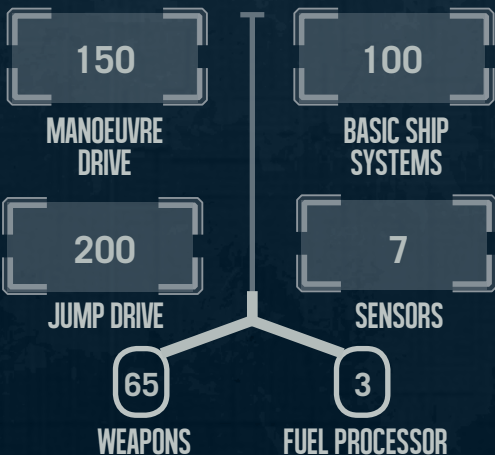 150
100
MANOEUVRE
DRIVE
BASIC SHIP
SYSTEMS
200
7
JUMP DRIVE
SENSORS
65
3
WEAPONS
FUEL PROCESSOR